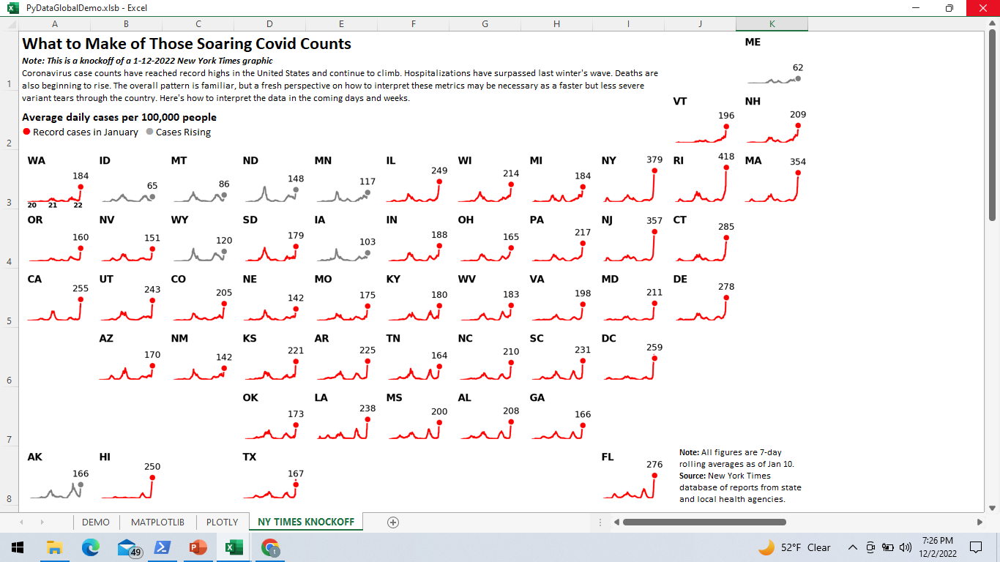 PyDataGlobalDemo.xlsb - Excel
A B C D E F G H I J K
What to Make of Those Soaring Covid Counts
ME
Note: This is a knockoff of a 1-12-2022 New York Times graphic
Coronavirus case counts have reached record highs in the United States and continue to climb. Hospitalizations have surpassed last winter's wave. Deaths are
62
also beginning to rise. The overall pattern is familiar, but a fresh perspective on how to interpret these metrics may be necessary as a faster but less severe
1
variant tears through the country. Here's how to interpret the data in the coming days and weeks.
VT NH
Average daily cases per 100,000 people
196 209
Record cases in January Cases Rising
2
WA ID MT ND MN IL WI MI NY RI MA
184 65 86 148 117 249 214 184 379 418 354
3
20 21 22
OR NV WY SD IA IN OH PA NJ CT
160 151 120 179 103 188 165 217 357 285
4
CA UT CO NE MO KY WV VA MD DE
255 243 205 142 175 180 183 198 211 278
5
AZ NM KS AR TN NC SC DC
170 142 221 225 164 210 231 259
6
OK LA MS AL GA
173 238 200 208 166
7
AK HI TX FL
166 250 167 276
8
Note: All figures are 7-day
rolling averages as of Jan 10.
Source: New York Times
database of reports from state
and local health agencies.
DEMO MATPLOTLIB PLOTLY NY TIMES KNOCKOFF
49
52°F Clear
7:26 PM
12/2/2022